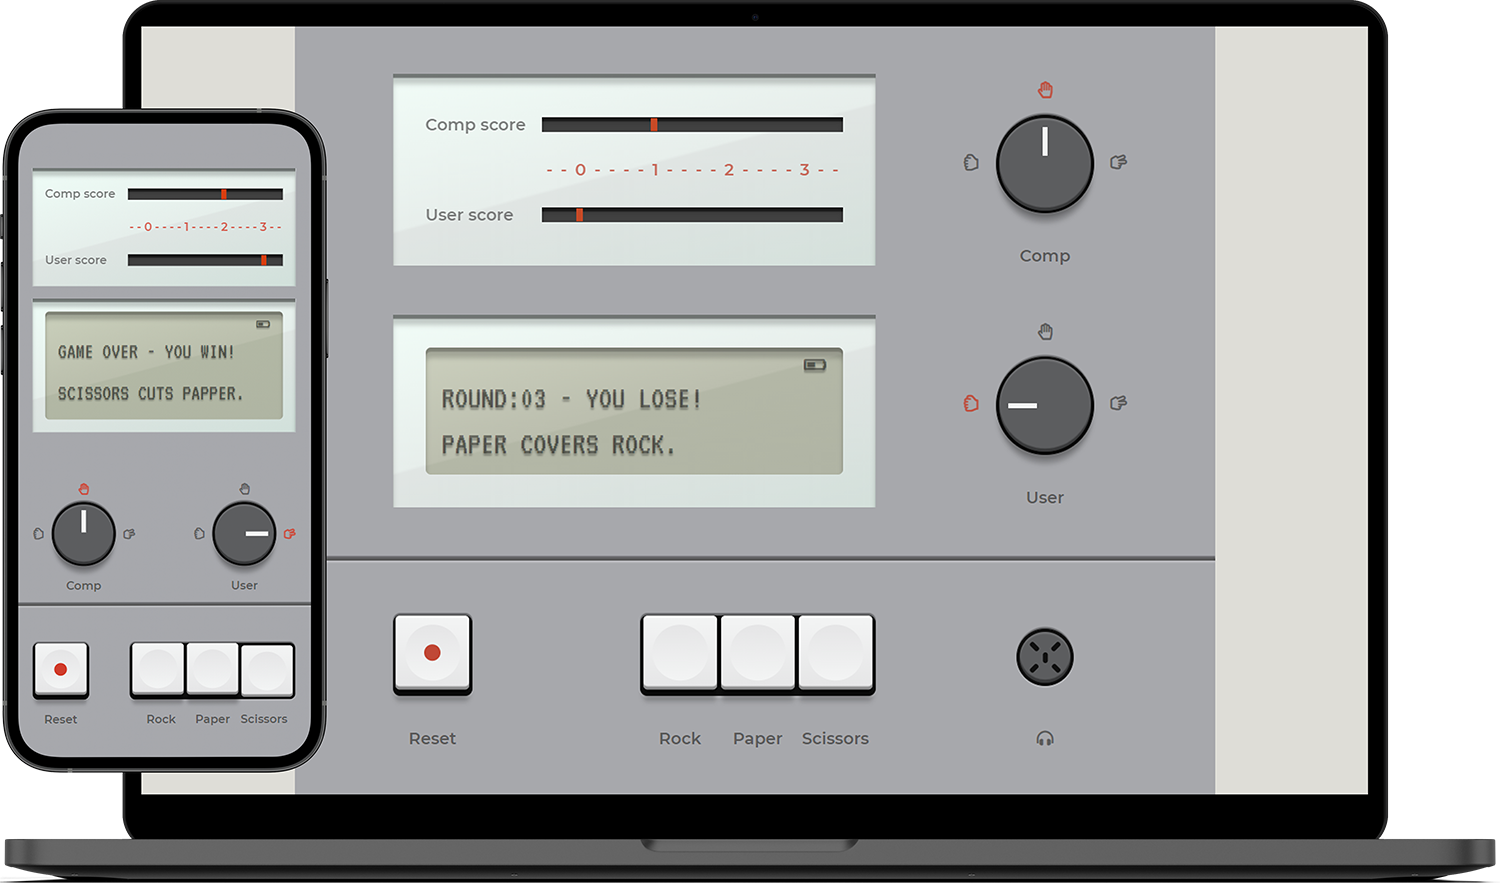 Comp score
--0----1----2----3--
User score
GAME OVER - YOU WIN!
SCISSORS CUTS PAPPER.
Comp
User
Reset
Rock
Paper
Scissors
Comp score
--0----1----2----3--
User score
Comp
ROUND:03 - YOU LOSE!
PAPER COVERS ROCK.
User
Reset
Rock
Paper
Scissors